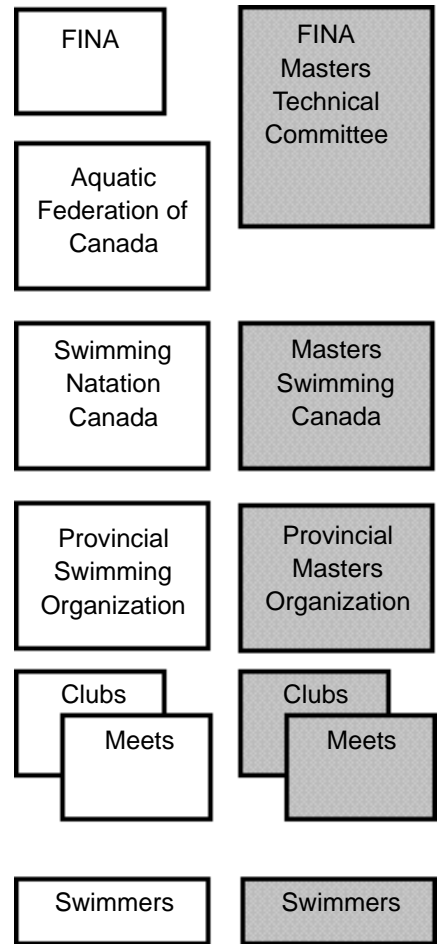 FINA
FINA
Masters
Technical
Committee
Aquatic
Federation of
Canada
Swimming
Natation
Canada
Masters
Swimming
Canada
Provincial
Swimming
Organization
Provincial
Masters
Organization
Clubs
Meets
Clubs
Meets
Swimmers
Swimmers